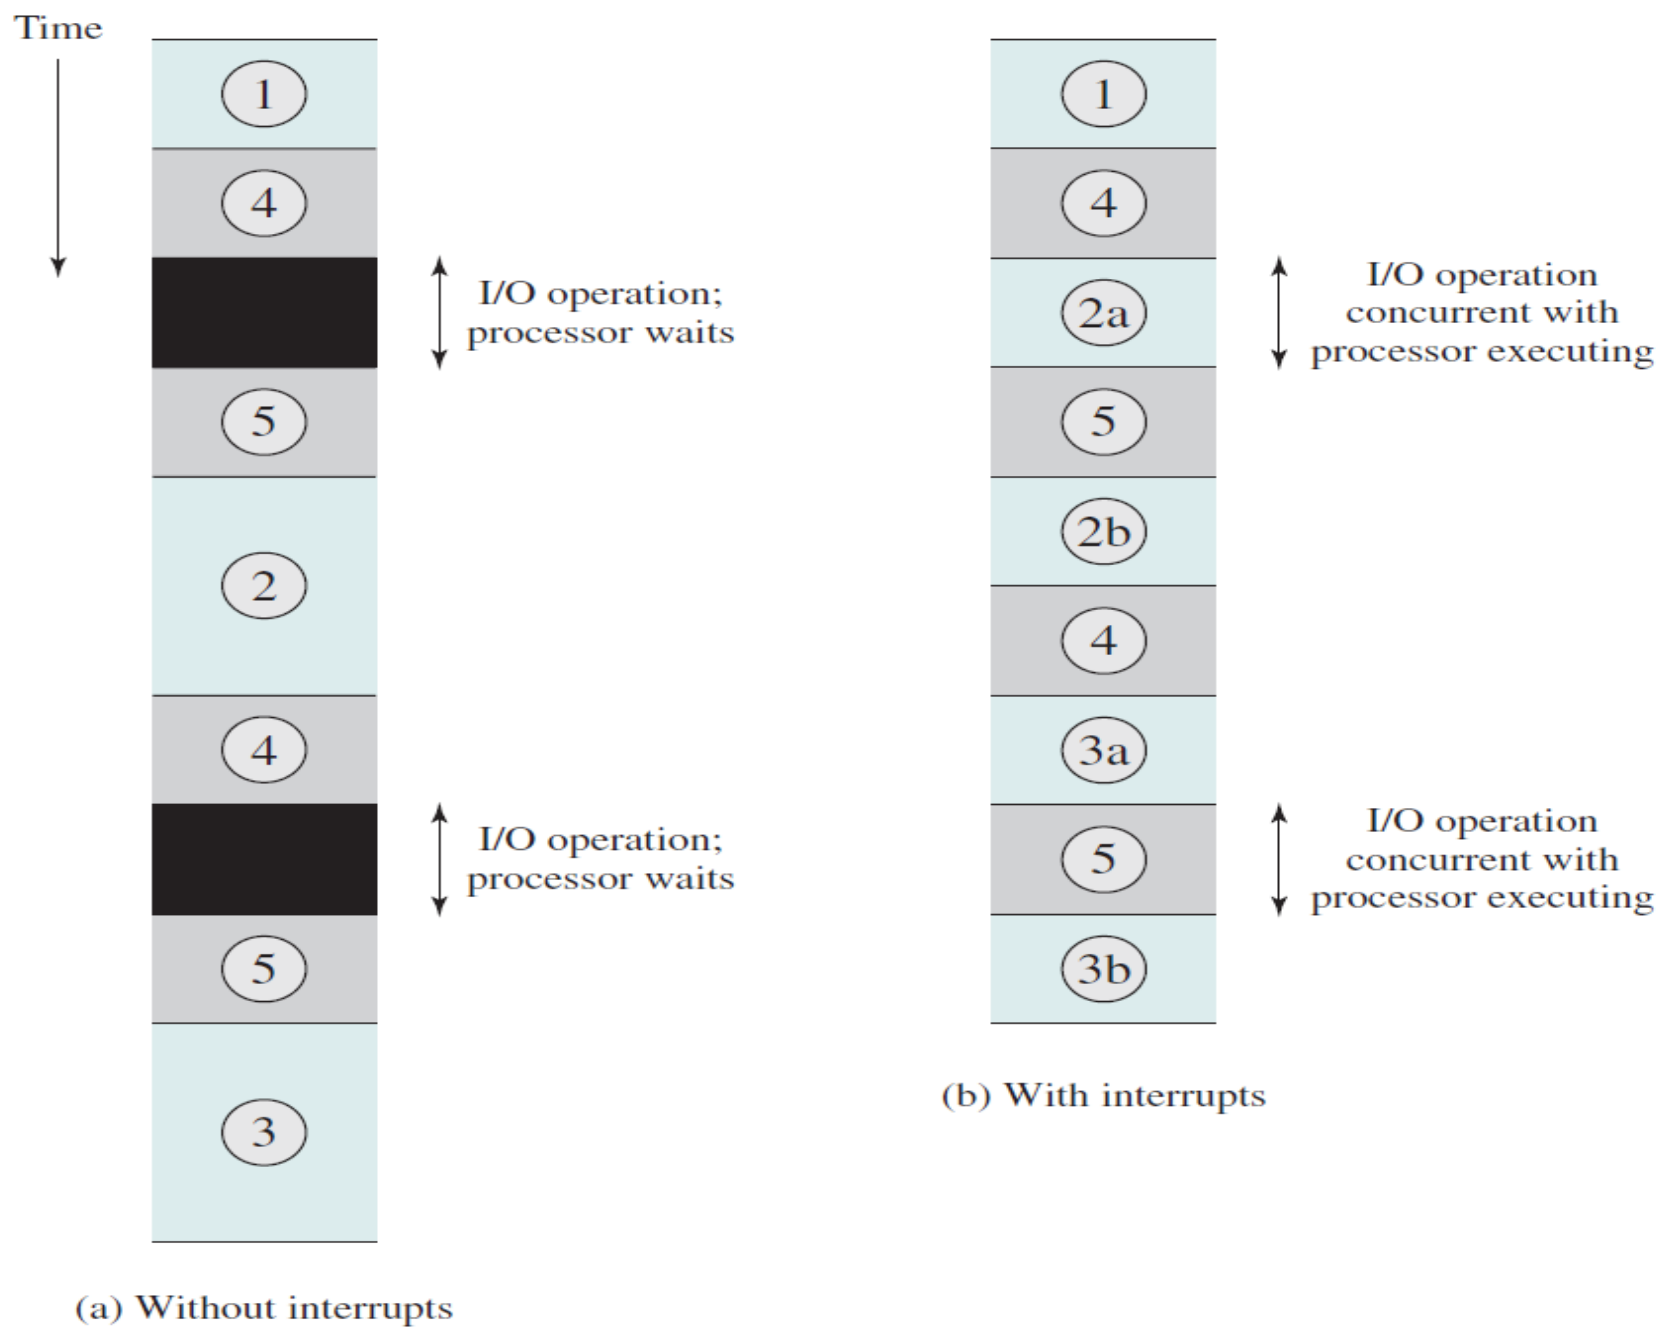 Time
1
4
I/O operation;
processor waits
5
2
4
I/O operation;
processor waits
5
3
(a) Without interrupts
1
4
2a
I/O operation
concurrent with
processor executing
5
2b
4
3a
5
I/O operation
concurrent with
processor executing
3b
(b) With interrupts